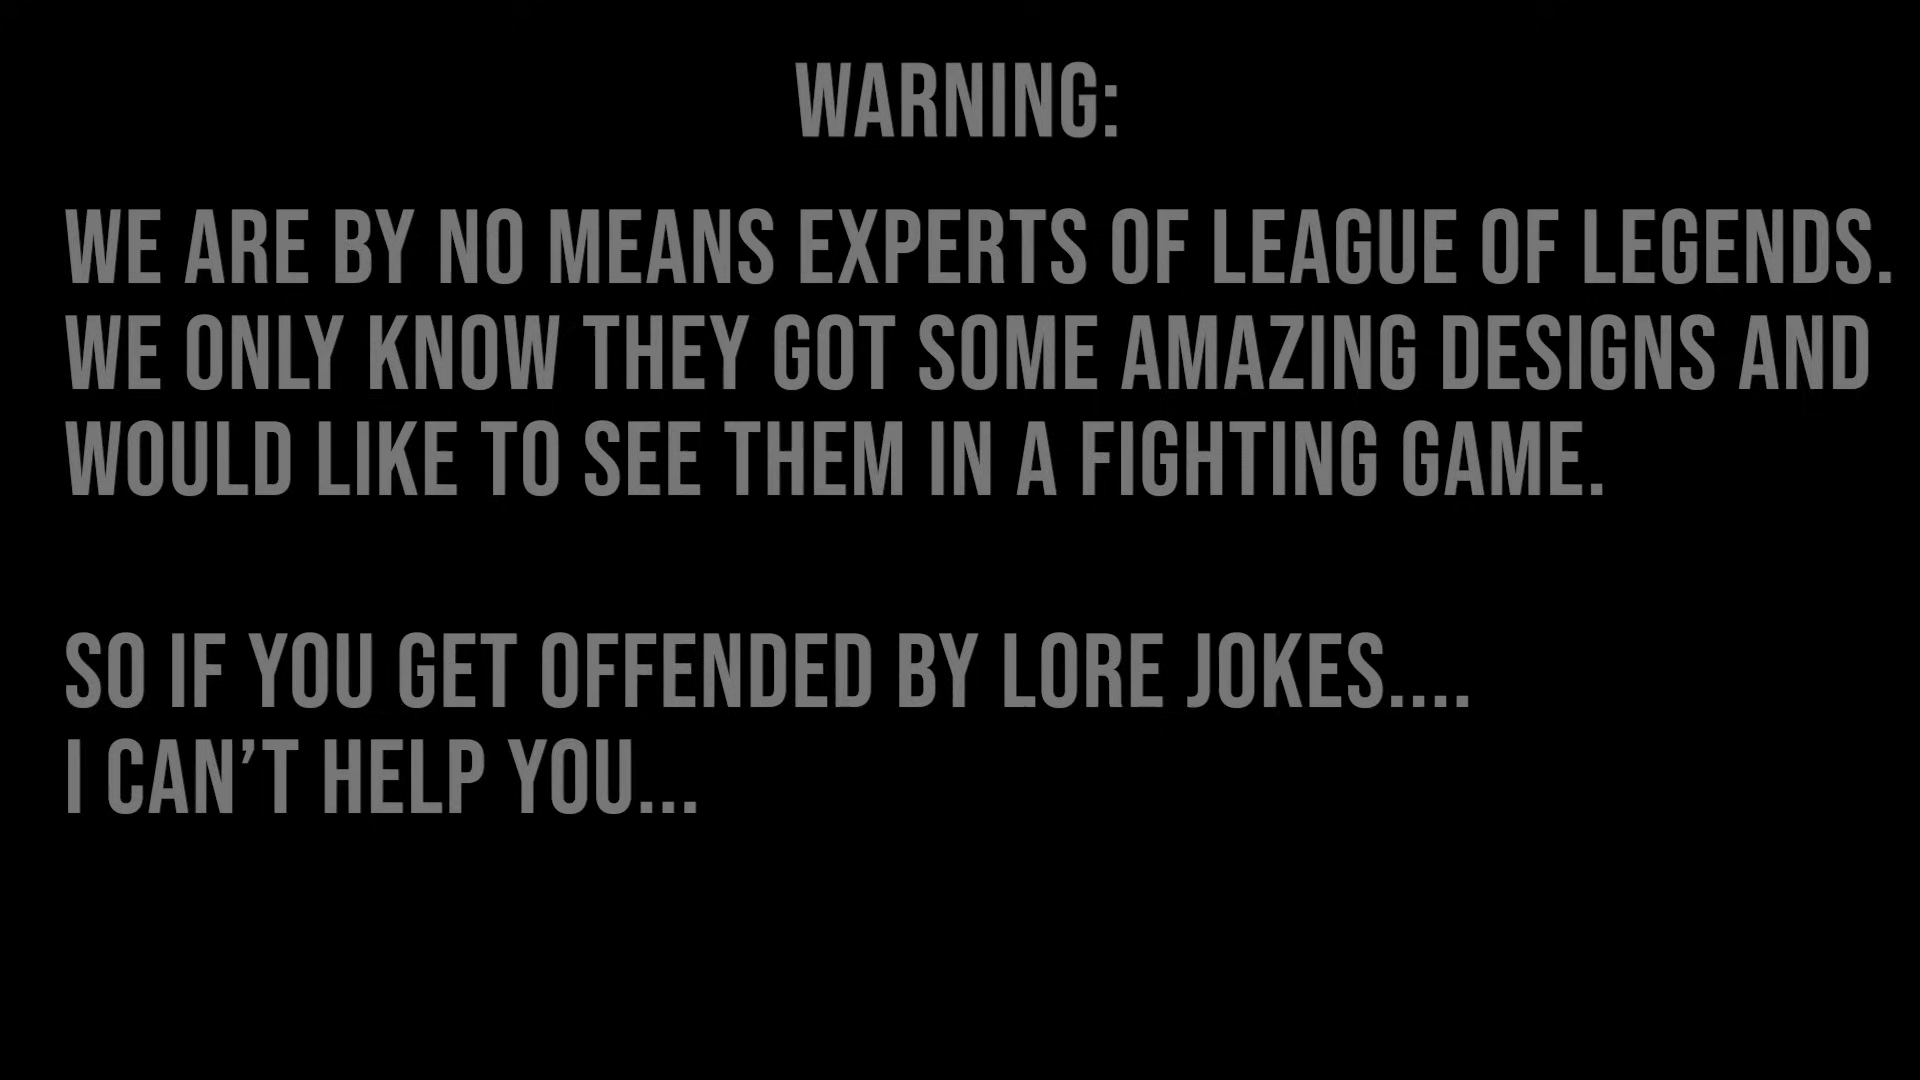 WARNING:
WE ARE BY NO MEANS EXPERTS OF LEAGUE OF LEGENDS.
WE ONLY KNOW THEY GOT SOME AMAZING DESIGNS AND
WOULD LIKE TO SEE THEM IN A FIGHTING GAME.
SO IF YOU GET OFFENDED BY LORE JOKES....
I CAN’T HELP YOU...